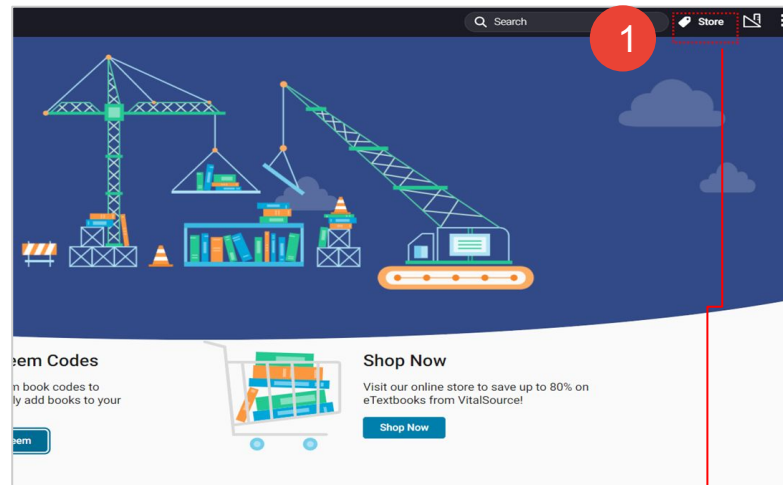 Search
1
Store
eem Codes
n book codes to
ly add books to your
eem
Shop Now
Visit our online store to save up to 80% on
eTextbooks from VitalSource!
Shop Now